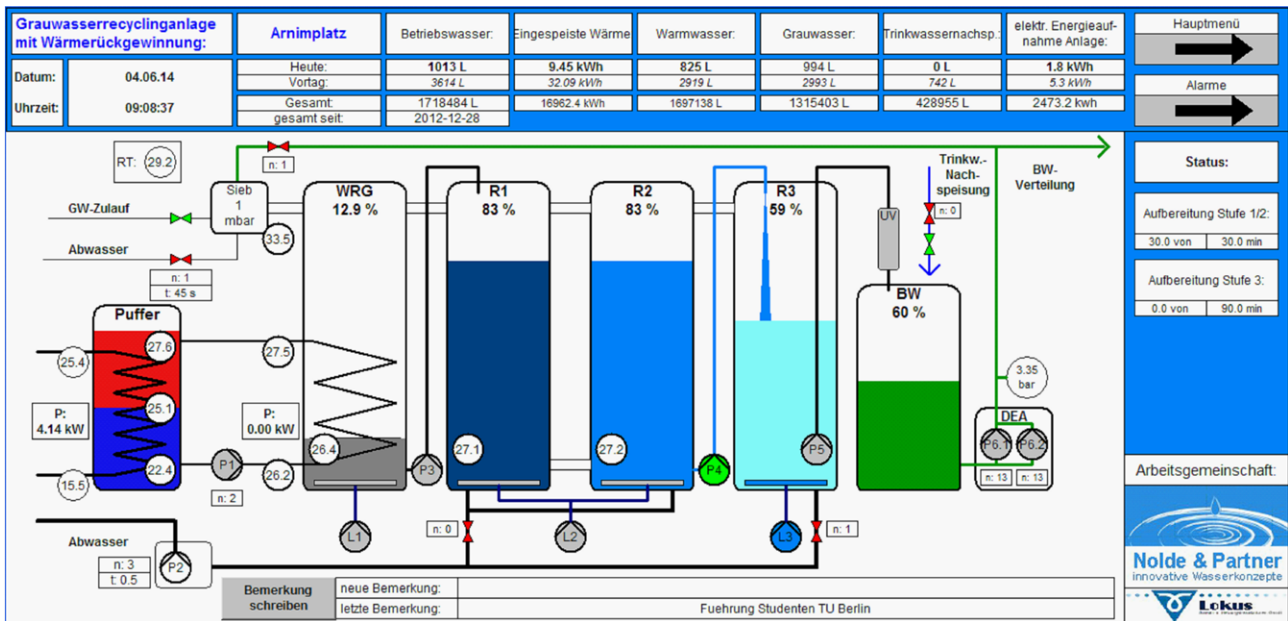 Grauwasserrecyclinganlage
mit Wärmerückgewinnung:
Arnimplatz
Betriebswasser:
Eingespeiste Wärme
Warmwasser:
Grauwasser:
Trinkwassernachsp.:
elektr. Energieauf-
nahme Anlage:
Datum:
04.06.14
Uhrzeit:
09:08:37
Heute:
1013 L
9.45 kWh
825 L
994 L
0 L
1.8 kWh
Vortag:
3614 L
32.09 kWh
2919 L
2993 L
742 L
5.3 kWh
Gesamt:
1718484 L
16962.4 kWh
1697138 L
1315403 L
428955 L
2473.2 kwh
gesamt seit:
2012-12-28
Hauptmenü
Alarme
RT: 29.2
n: 1
Sieb
1
mbar
33.5
GW-Zulauf
Abwasser
n: 1
t: 45 s
WRG
12.9 %
R1
83 %
R2
83 %
R3
59 %
UV
Trinkw.-
Nach-
speisung
n: 0
BW-
Verteilung
BW
60 %
Puffer
27.6
25.4
25.1
P:
4.14 kW
22.4
15.5
27.5
P:
0.00 kW
26.4
26.2
P1
n: 2
P3
27.1
27.2
P4
P5
3.35
bar
DEA
P6.1
P6.2
n: 13
n: 13
L1
n: 0
L2
L3
n: 1
Abwasser
n: 3
t: 0.5
P2
Bemerkung
schreiben
neue Bemerkung:
letzte Bemerkung:
Fuehrung Studenten TU Berlin
Status:
Aufbereitung Stufe 1/2:
30.0 von
30.0 min
Aufbereitung Stufe 3:
0.0 von
90.0 min
Arbeitsgemeinschaft:
Nolde & Partner
innovative Wasserkonzepte
Lokus